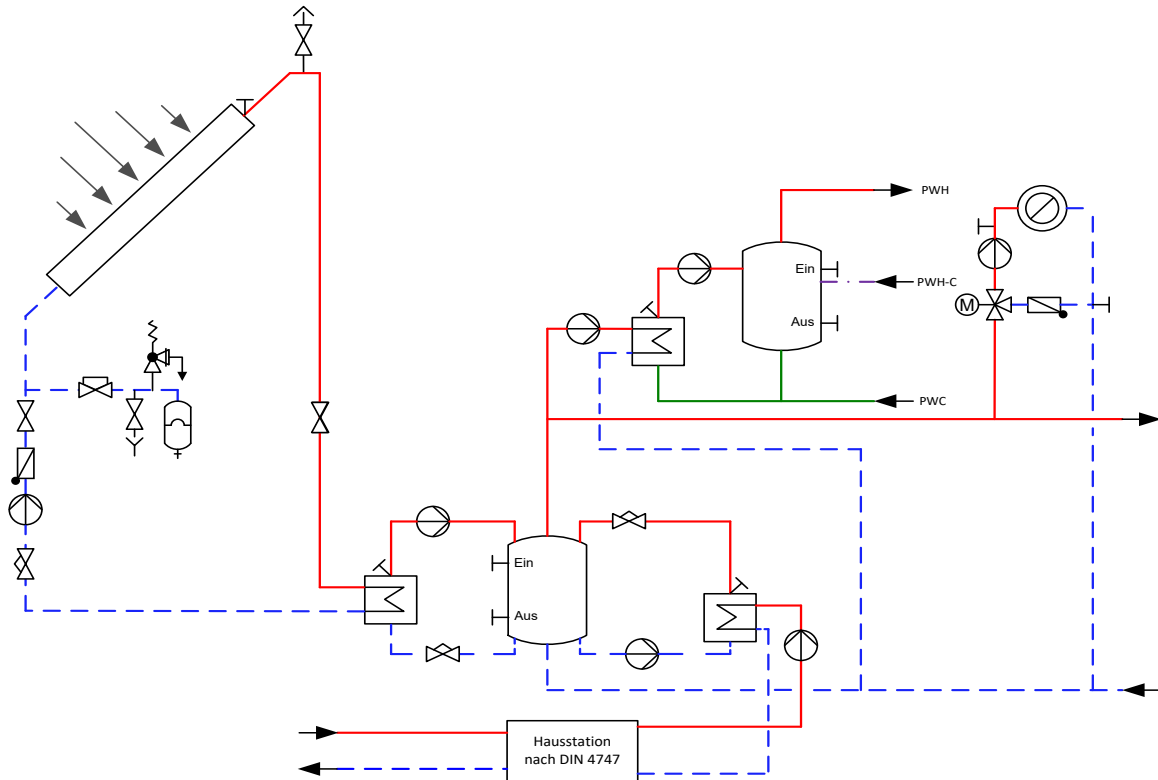 PWH
Ein
PWH-C
M
Aus
PWC
Ein
Aus
Hausstation
nach DIN 4747